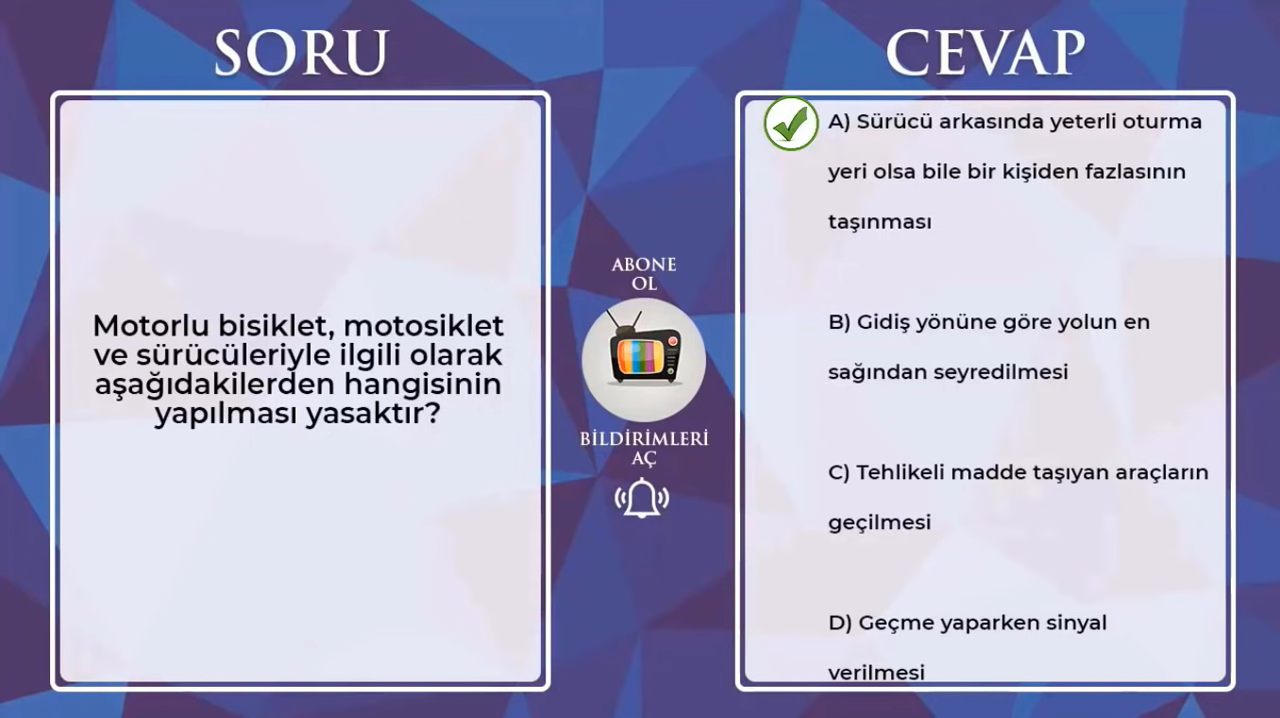 SORU
Motorlu bisiklet, motosiklet
ve sürücüleriyle ilgili olarak
aşağıdakilerden hangisinin
yapılması yasaktır?
ABONE
OL
BİLDİRİMLERİ
AÇ
CEVAP
A) Sürücü arkasında yeterli oturma
yeri olsa bile bir kişiden fazlasının
taşınması
B) Gidiş yönüne göre yolun en
sağından seyredilmesi
C) Tehlikeli madde taşıyan araçların
geçilmesi
D) Geçme yaparken sinyal
verilmesi